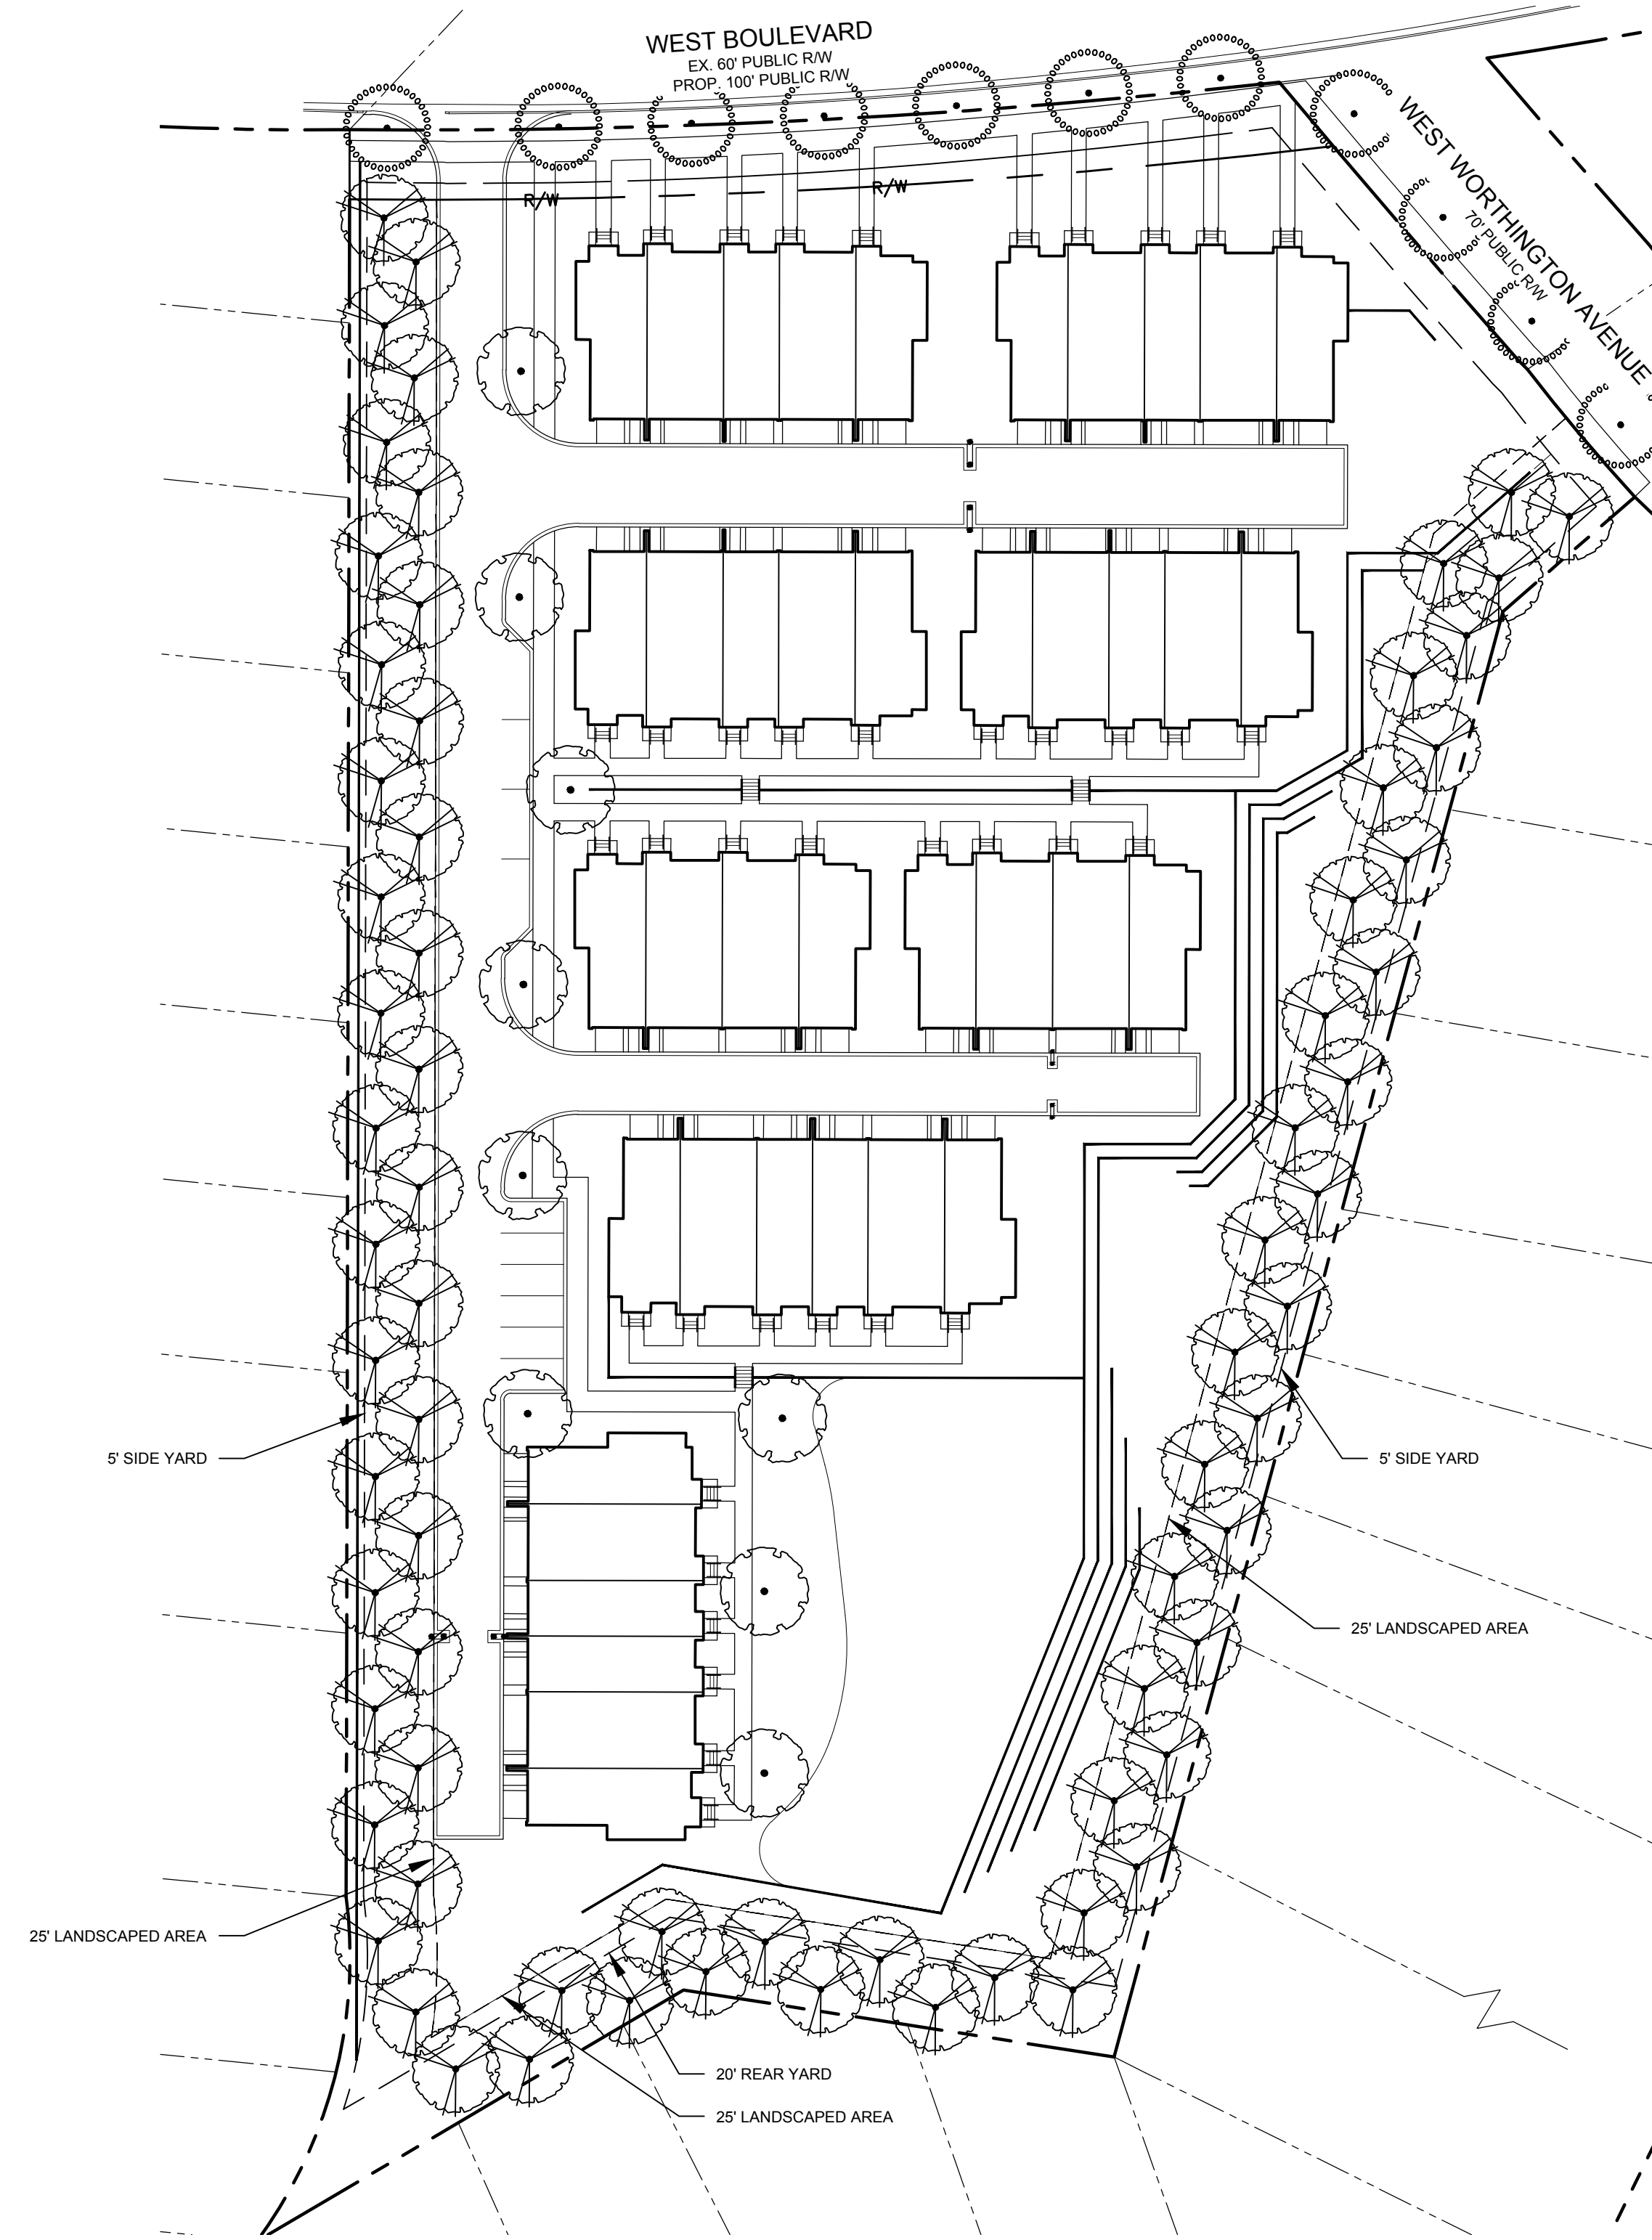 WEST BOULEVARD
EX. 60' PUBLIC R/W
PROP. 100' PUBLIC R/W
WEST WORTHINGTON AVENUE
70' PUBLIC R/W
R/W
R/W
5' SIDE YARD
5' SIDE YARD
25' LANDSCAPED AREA
25' LANDSCAPED AREA
20' REAR YARD
25' LANDSCAPED AREA